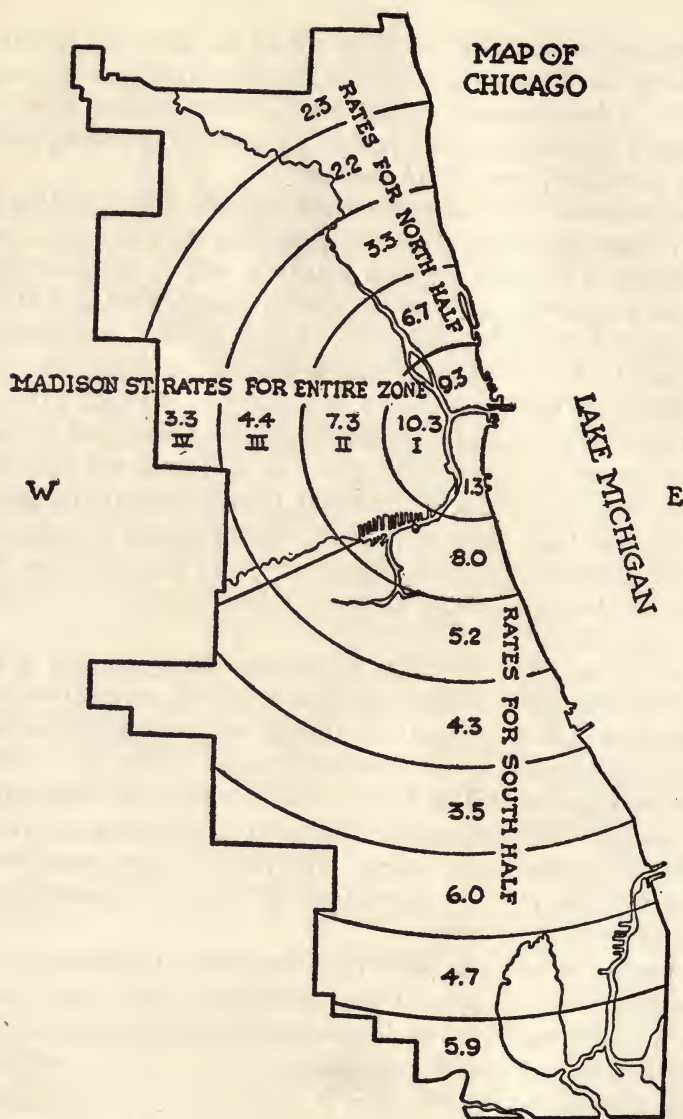 MAP OF
CHICAGO
RATES FOR NORTH HALF
2.3
2.2
3.3
6.7
9.3
MADISON ST. RATES FOR ENTIRE ZONE
3.3 4.4 7.3 10.3
IV III II I
W
E
LAKE MICHIGAN
1.3
8.0
5.2
4.3
3.5
6.0
4.7
5.9
RATES FOR SOUTH HALF